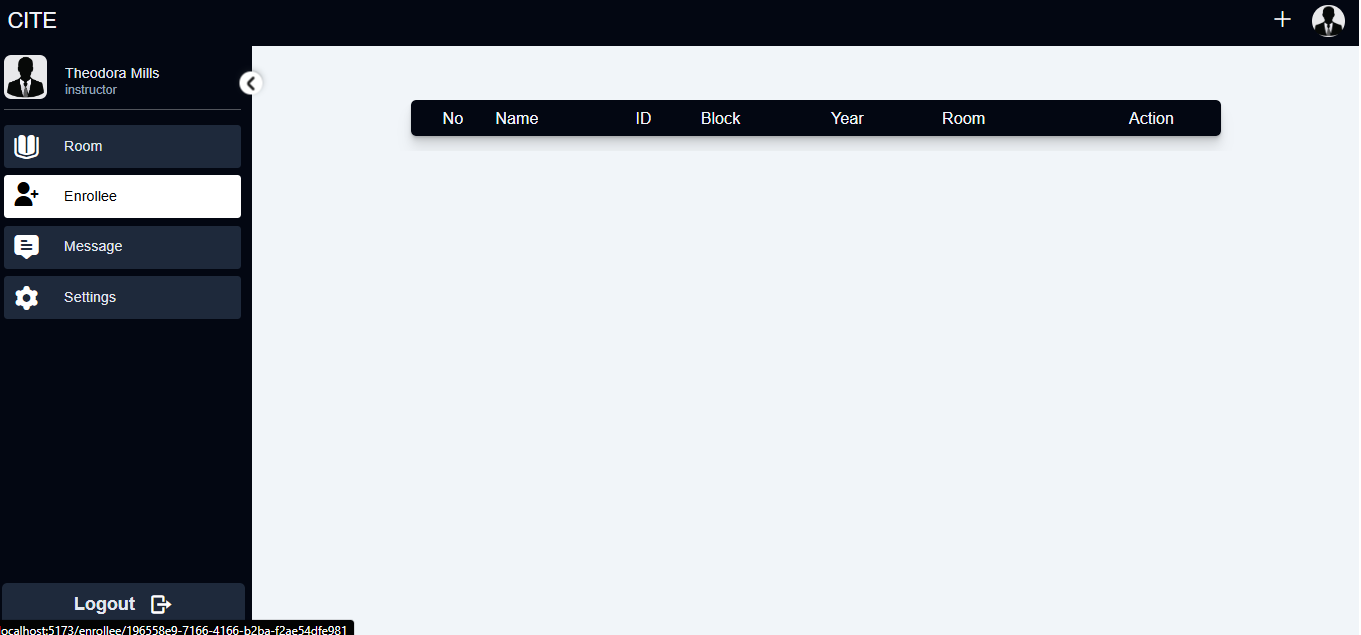 CITE
Theodora Mills
instructor
Room
Enrollee
Message
Settings
Logout
No Name ID Block Year Room Action
localhost:5173/enrollee/196558e9-7166-4166-b2ba-f2ae54dfe981